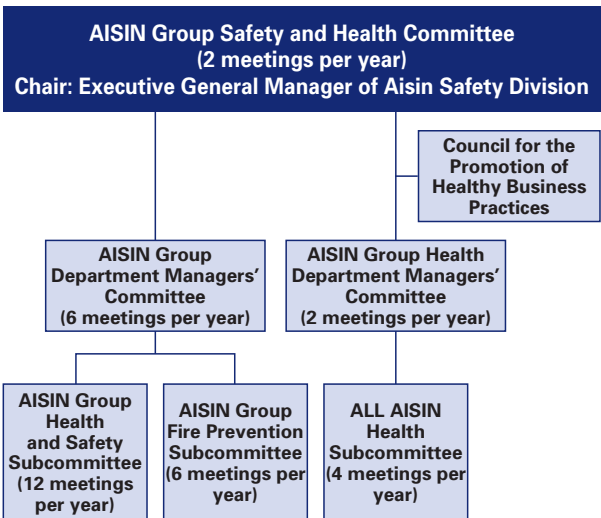 AISIN Group Safety and Health Committee
(2 meetings per year)
Chair: Executive General Manager of Aisin Safety Division
Council for the
Promotion of
Healthy Business
Practices
AISIN Group
Department Managers’
Committee
(6 meetings per year)
AISIN Group Health
Department Managers’
Committee
(2 meetings per year)
AISIN Group
Health
and Safety
Subcommittee
(12 meetings
per year)
AISIN Group
Fire Prevention
Subcommittee
(6 meetings per
year)
ALL AISIN
Health
Subcommittee
(4 meetings per
year)